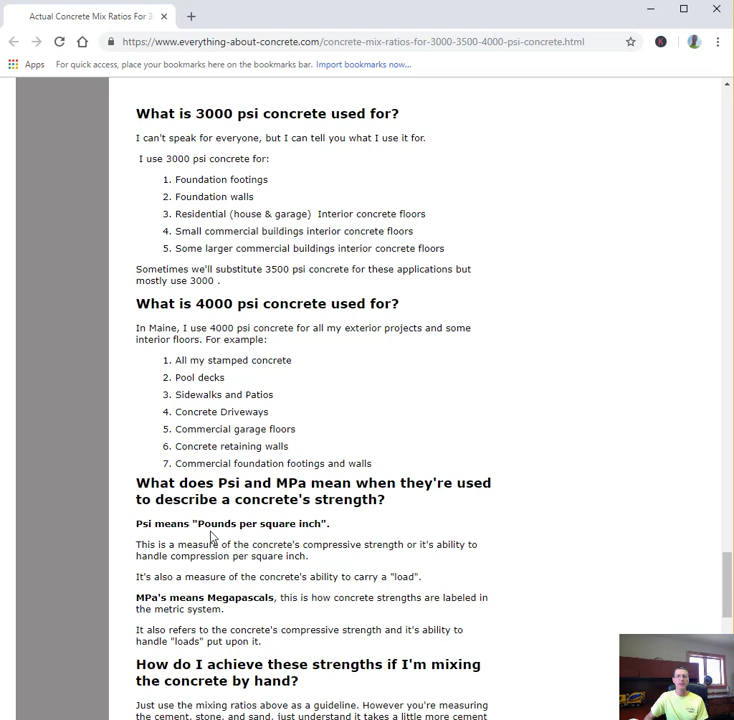 Actual Concrete Mix Ratios For 3
https://www.everything-about-concrete.com/concrete-mix-ratios-for-3000-3500-4000-psi-concrete.html
K
Apps For quick access, place your bookmarks here on the bookmarks bar. Import bookmarks now...
What is 3000 psi concrete used for?
I can't speak for everyone, but I can tell you what I use it for.
I use 3000 psi concrete for:
1. Foundation footings
2. Foundation walls
3. Residential (house & garage) Interior concrete floors
4. Small commercial buildings interior concrete floors
5. Some larger commercial buildings interior concrete floors
Sometimes we'll substitute 3500 psi concrete for these applications but
mostly use 3000 .
What is 4000 psi concrete used for?
In Maine, I use 4000 psi concrete for all my exterior projects and some
interior floors. For example:
1. All my stamped concrete
2. Pool decks
3. Sidewalks and Patios
4. Concrete Driveways
5. Commercial garage floors
6. Concrete retaining walls
7. Commercial foundation footings and walls
What does Psi and MPa mean when they're used
to describe a concrete's strength?
Psi means "Pounds per square inch".
This is a measure of the concrete's compressive strength or it's ability to
handle compression per square inch.
It's also a measure of the concrete's ability to carry a "load".
MPa's means Megapascals, this is how concrete strengths are labeled in
the metric system.
It also refers to the concrete's compressive strength and it's ability to
handle "loads" put upon it.
How do I achieve these strengths if I'm mixing
the concrete by hand?
Just use the mixing ratios above as a guideline. However you're measuring
the cement, stone, and sand, just understand it takes a little more cement